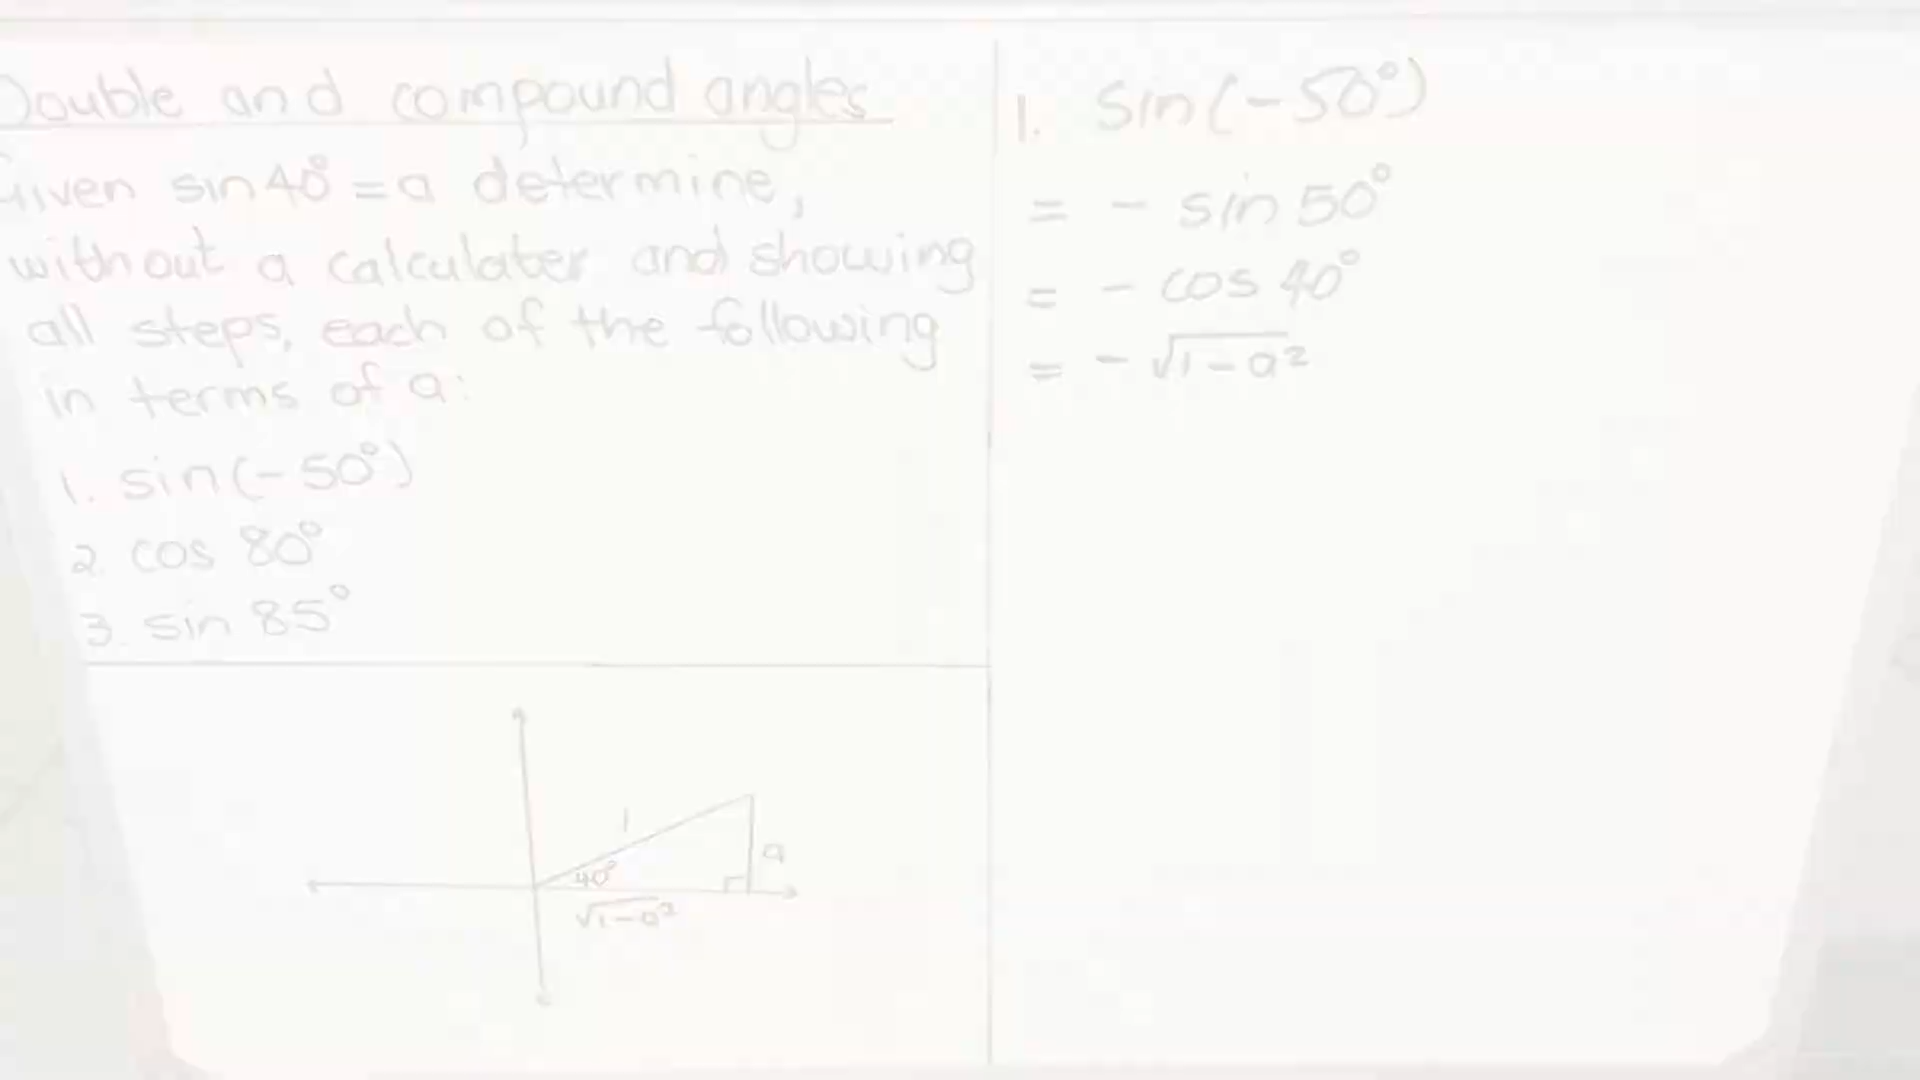 Double and compound angles
Given sin 40° = a determine,
without a calculater and showing
all steps, each of the following
in terms of a:
1. sin(-50°)
2. cos 80°
3. sin 85°
1
40°
a
√1-a²
1. Sin(-50°)
= - sin 50°
= - cos 40°
= - √1-a²